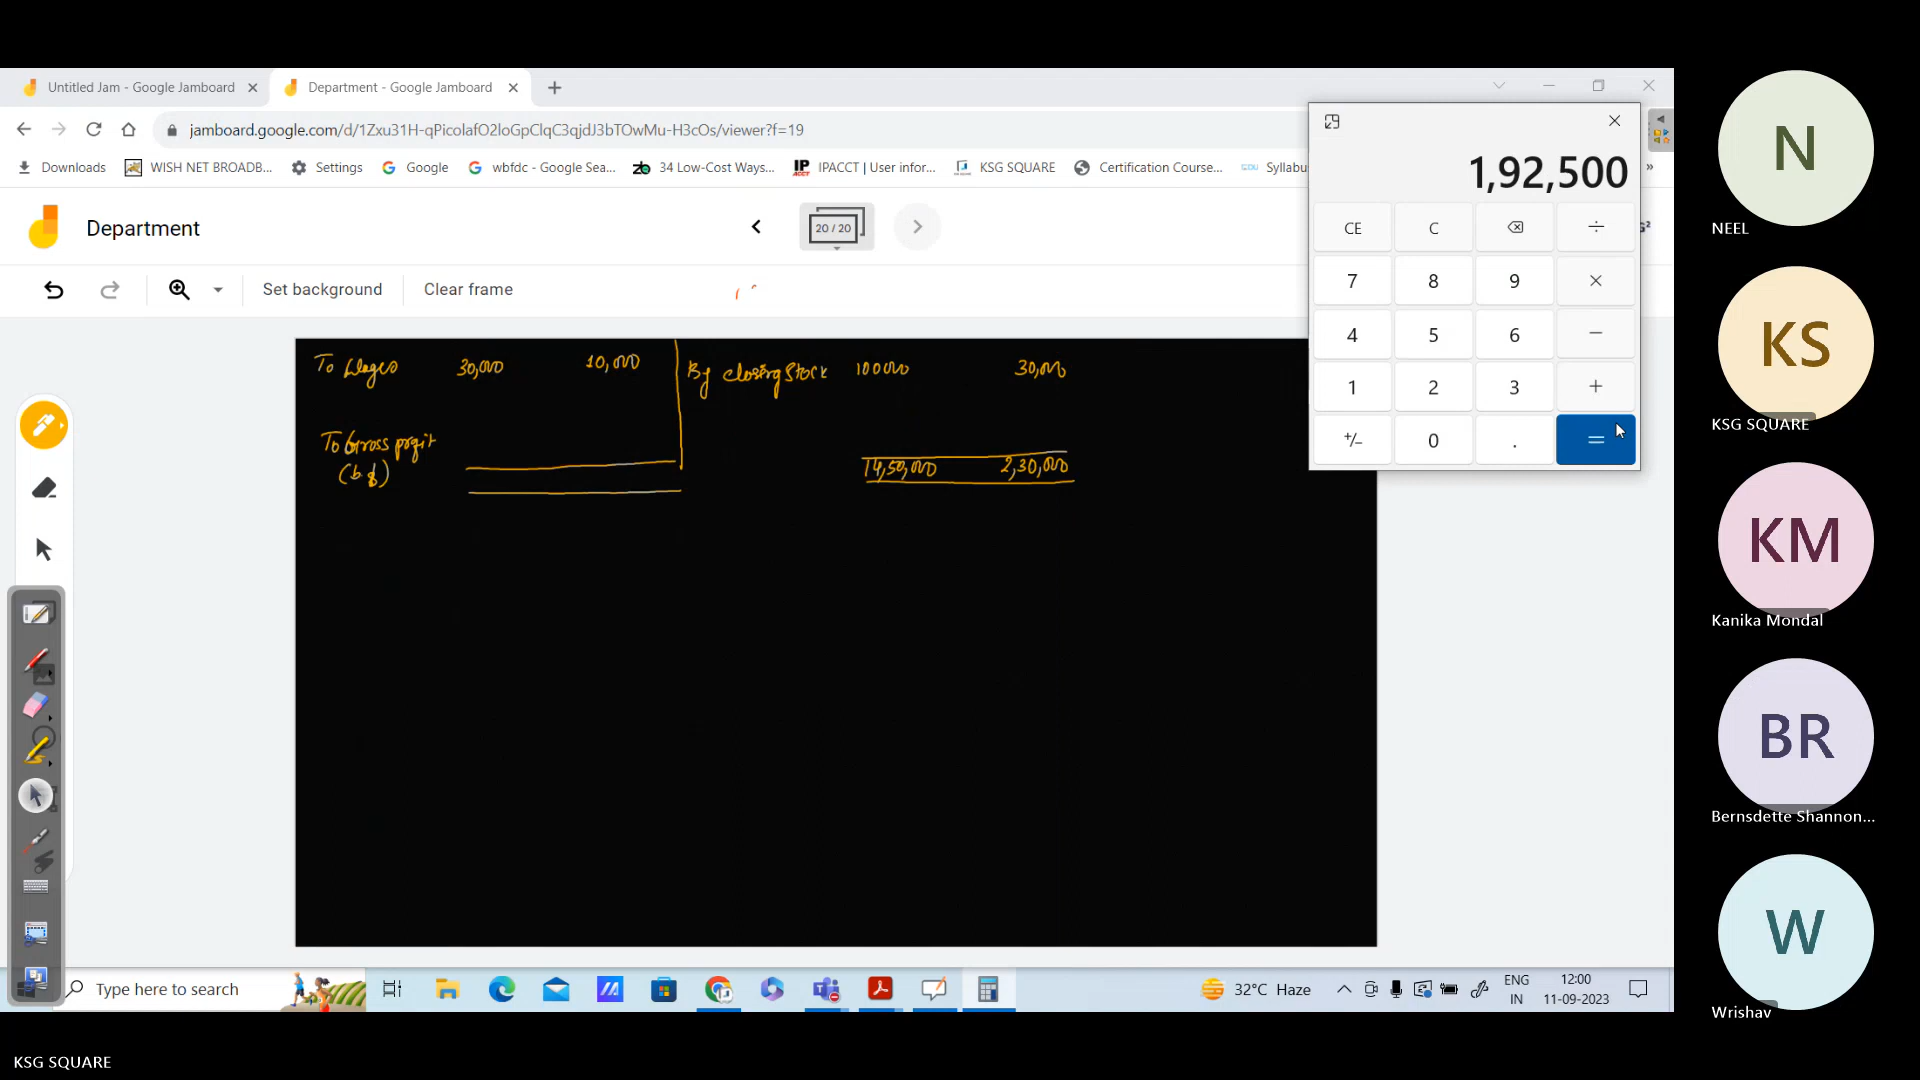 Untitled Jam - Google Jamboard
Department - Google Jamboard
jamboard.google.com/d/1Zxu31H-qPicolafO2loGpClqC3qjdJ3bTOwMu-H3cOs/viewer?f=19
Downloads WISH NET BROADB... Settings Google wbfdc - Google Sea... 34 Low-Cost Ways... IPACCT | User infor... KSG SQUARE Certification Course... Syllabu »
Department
20 / 20
Set background Clear frame
To Wages 30,000 10,000 By closing Stock 100000 30,000
To Gross profit
(b f)
14,50,000 2,30,000
1,92,500
CE C ÷
7 8 9 ×
4 5 6 −
1 2 3 +
+/− 0 . =
N
NEEL
KS
KSG SQUARE
KM
Kanika Mondal
BR
Bernsdette Shannon...
W
Wrishav
Type here to search
32°C Haze
ENG
IN
12:00
11-09-2023
KSG SQUARE